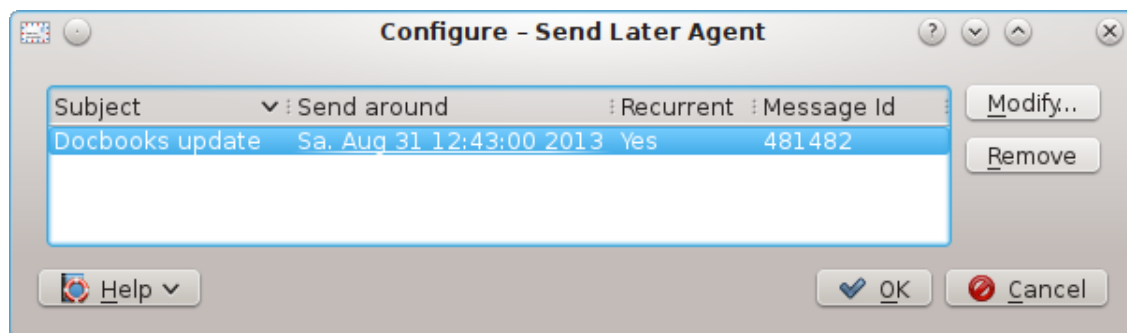 Configure – Send Later Agent
Subject Send around Recurrent Message Id
Docbooks update Sa. Aug 31 12:43:00 2013 Yes 481482
Modify...
Remove
Help
OK
Cancel